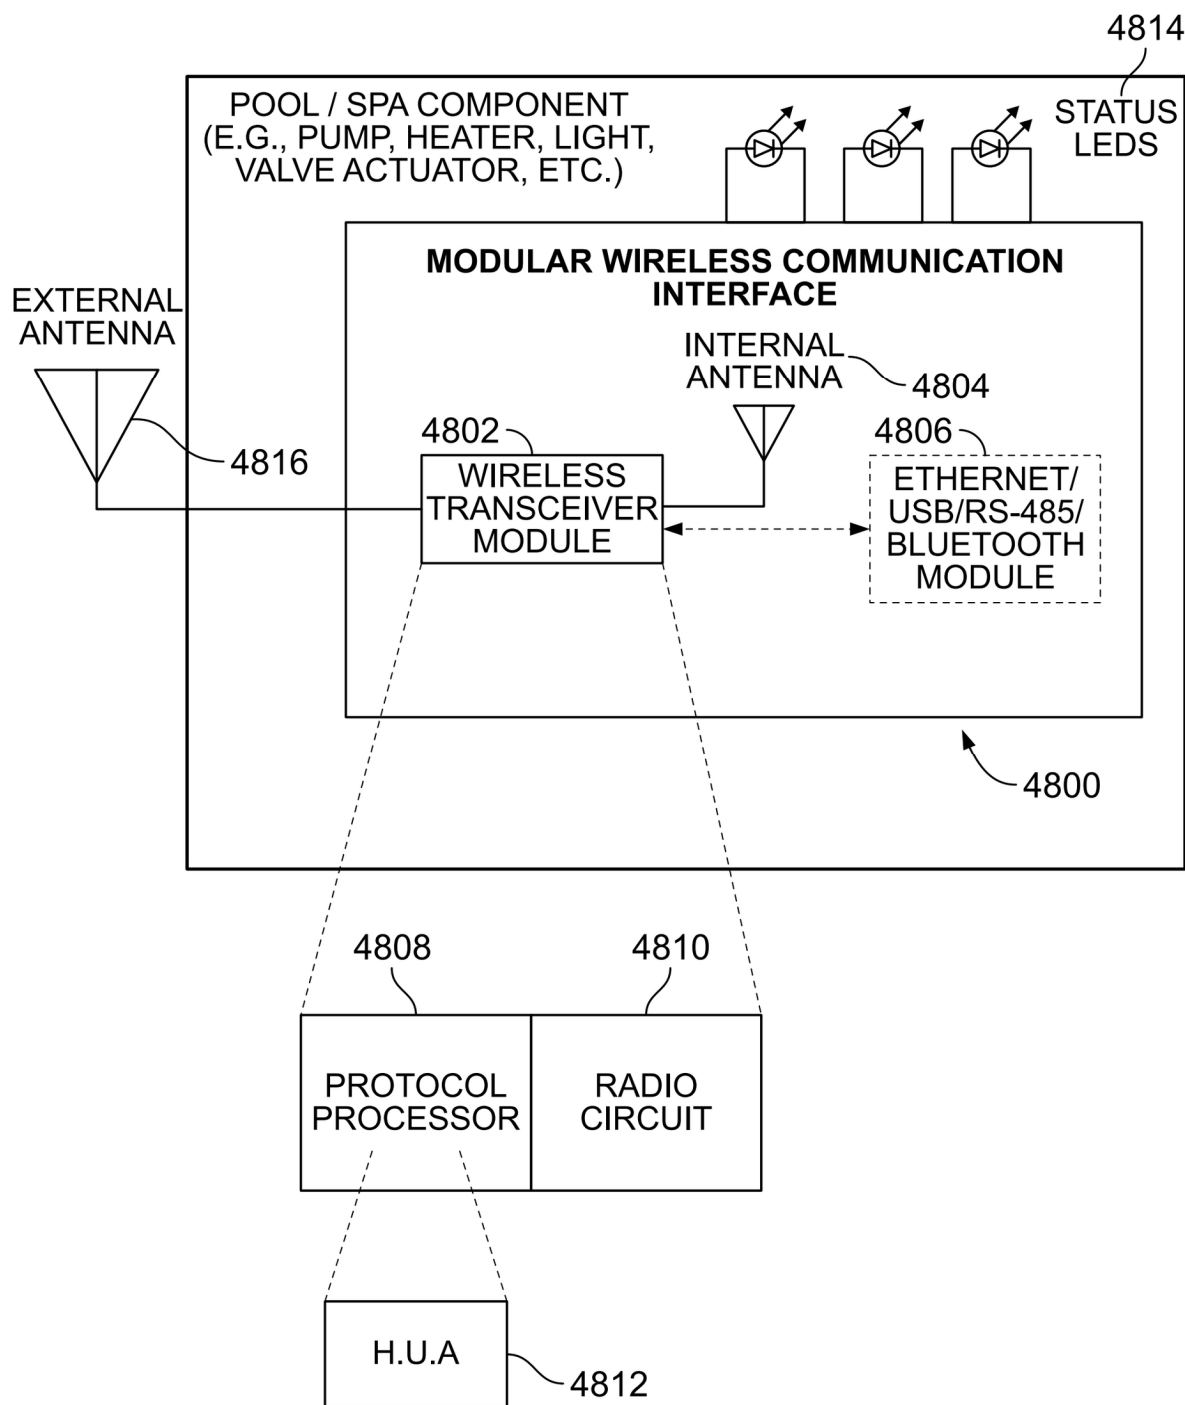 4814
POOL / SPA COMPONENT
(E.G., PUMP, HEATER, LIGHT,
VALVE ACTUATOR, ETC.)
STATUS
LEDS
MODULAR WIRELESS COMMUNICATION
INTERFACE
EXTERNAL
ANTENNA
4816
INTERNAL
ANTENNA
4804
4802
WIRELESS
TRANSCEIVER
MODULE
4806
ETHERNET/
USB/RS-485/
BLUETOOTH
MODULE
4800
4808
4810
PROTOCOL
PROCESSOR
RADIO
CIRCUIT
H.U.A
4812